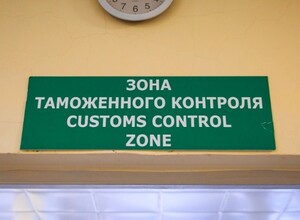 ЗОНА
ТАМОЖЕННОГО КОНТРОЛЯ
CUSTOMS CONTROL
ZONE